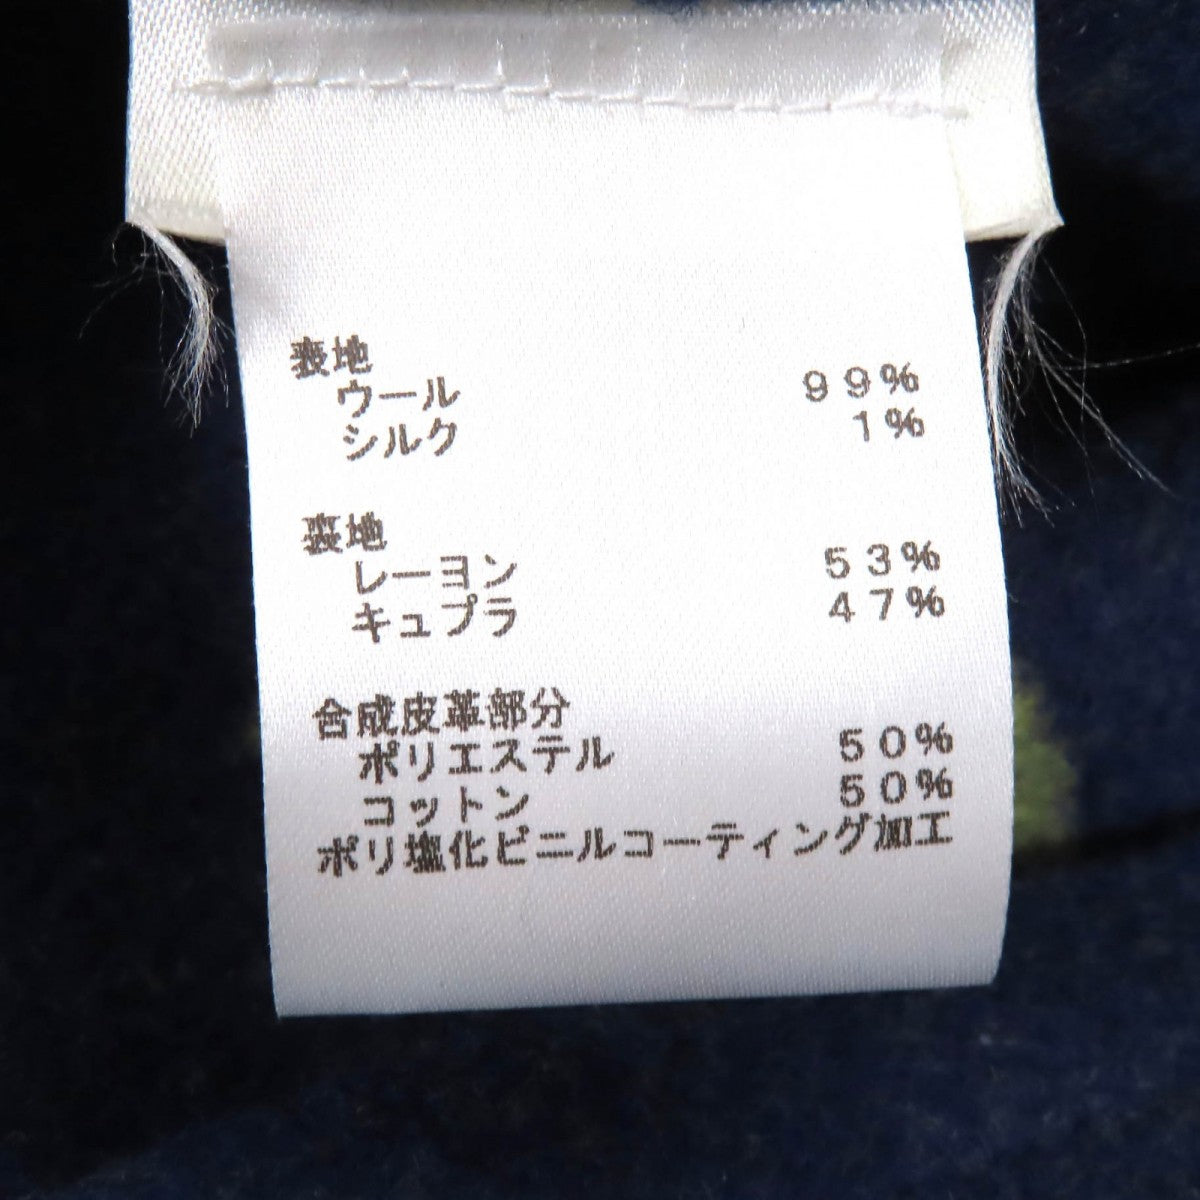 表地
ウール 99%
シルク 1%
表地
レーヨン 53%
キュプラ 47%
合成皮革部分
ポリエステル 50%
コットン 50%
ポリ塩化ビニルコーティング加工